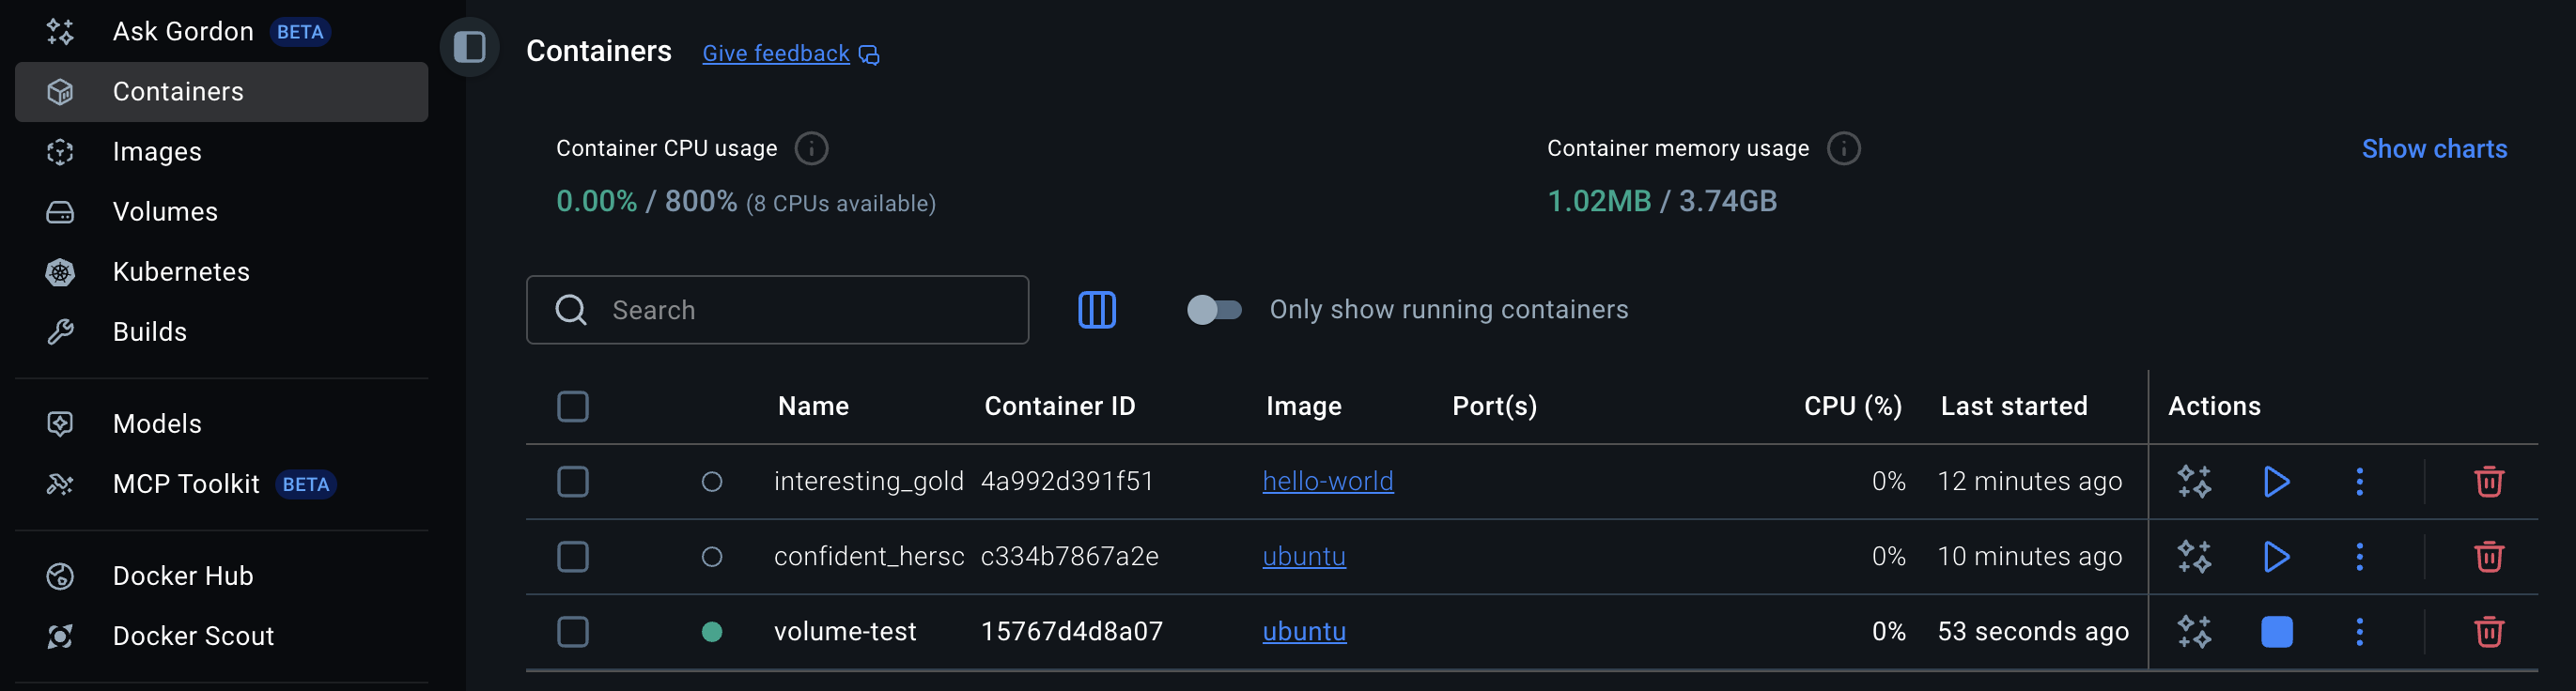 Ask Gordon BETA
Containers
Images
Volumes
Kubernetes
Builds
Models
MCP Toolkit BETA
Docker Hub
Docker Scout
Containers Give feedback
Container CPU usage
0.00% / 800% (8 CPUs available)
Container memory usage
1.02MB / 3.74GB
Show charts
Search
Only show running containers
Name Container ID Image Port(s) CPU (%) Last started Actions
interesting_gold 4a992d391f51 hello-world 0% 12 minutes ago
confident_hersc c334b7867a2e ubuntu 0% 10 minutes ago
volume-test 15767d4d8a07 ubuntu 0% 53 seconds ago